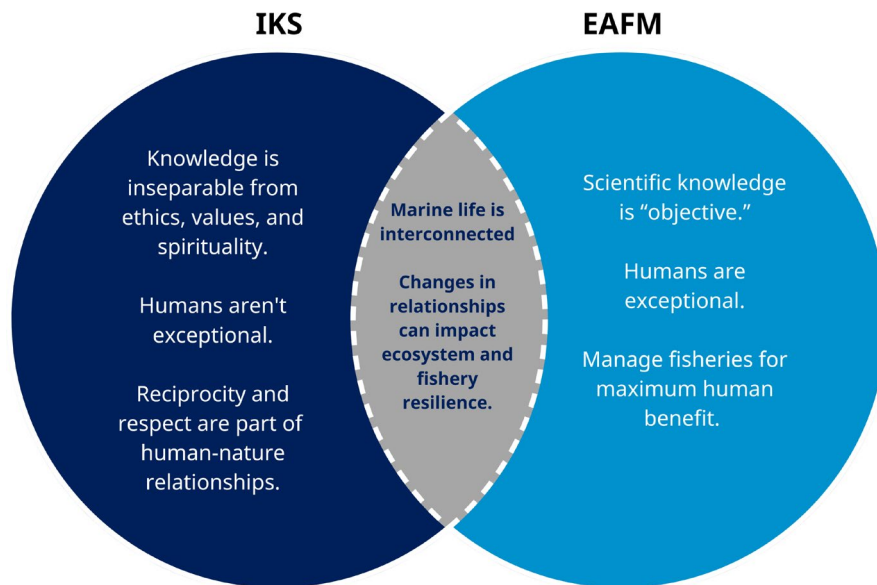 IKS
EAFM
Knowledge is
inseparable from
ethics, values, and
spirituality.
Humans aren't
exceptional.
Reciprocity and
respect are part of
human-nature
relationships.
Marine life is
interconnected
Changes in
relationships
can impact
ecosystem and
fishery
resilience.
Scientific knowledge
is “objective.”
Humans are
exceptional.
Manage fisheries for
maximum human
benefit.